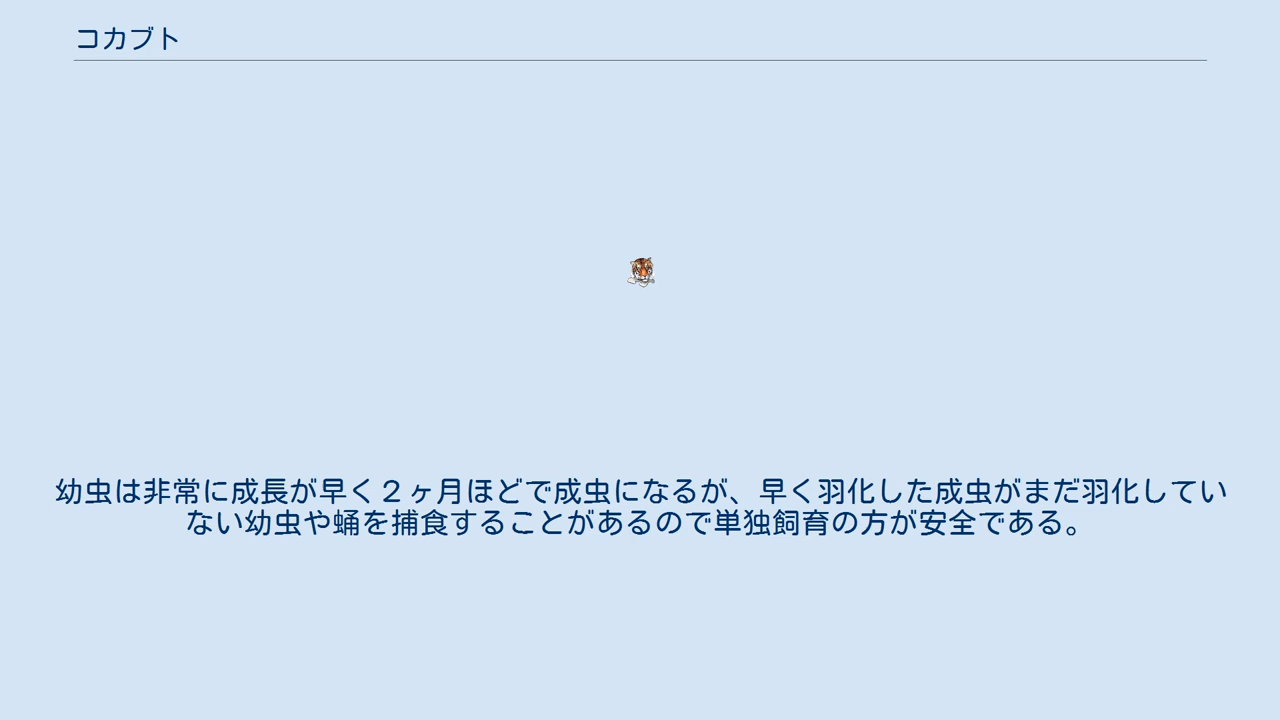 コカブト
幼虫は非常に成長が早く２ヶ月ほどで成虫になるが、早く羽化した成虫がまだ羽化してい
ない幼虫や蛹を捕食することがあるので単独飼育の方が安全である。